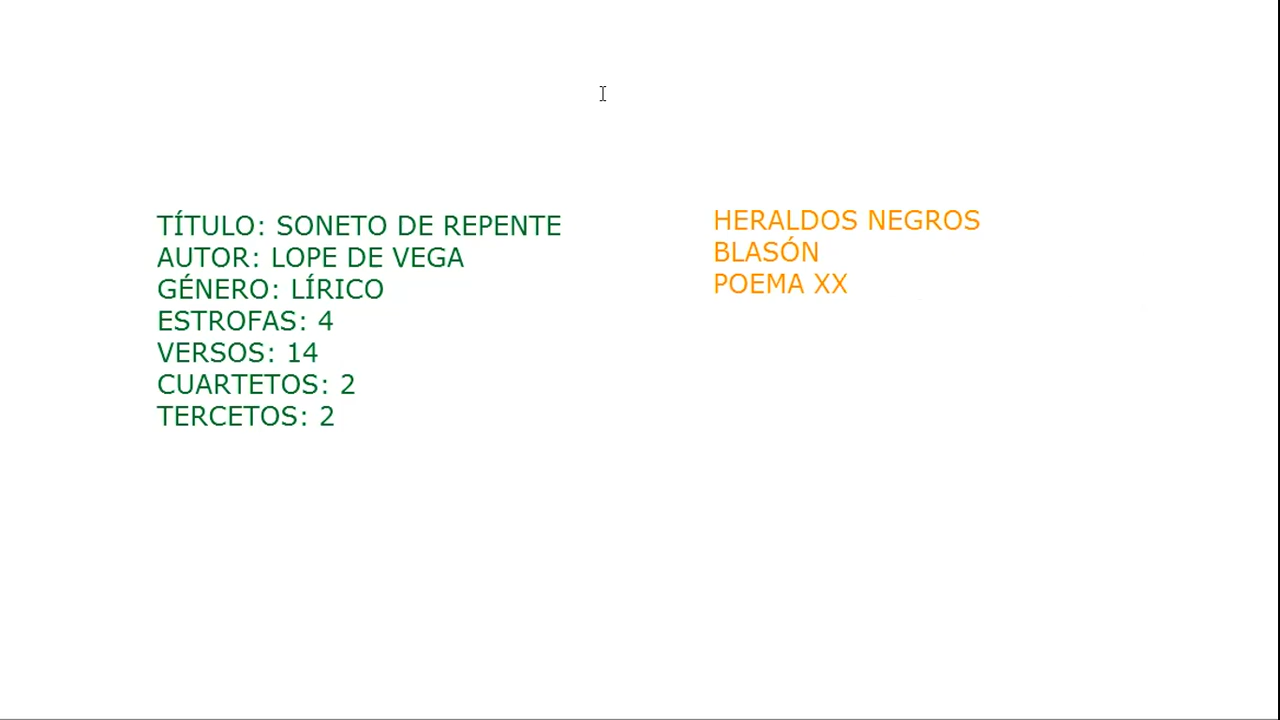 TÍTULO: SONETO DE REPENTE
AUTOR: LOPE DE VEGA
GÉNERO: LÍRICO
ESTROFAS: 4
VERSOS: 14
CUARTETOS: 2
TERCETOS: 2
HERALDOS NEGROS
BLASÓN
POEMA XX